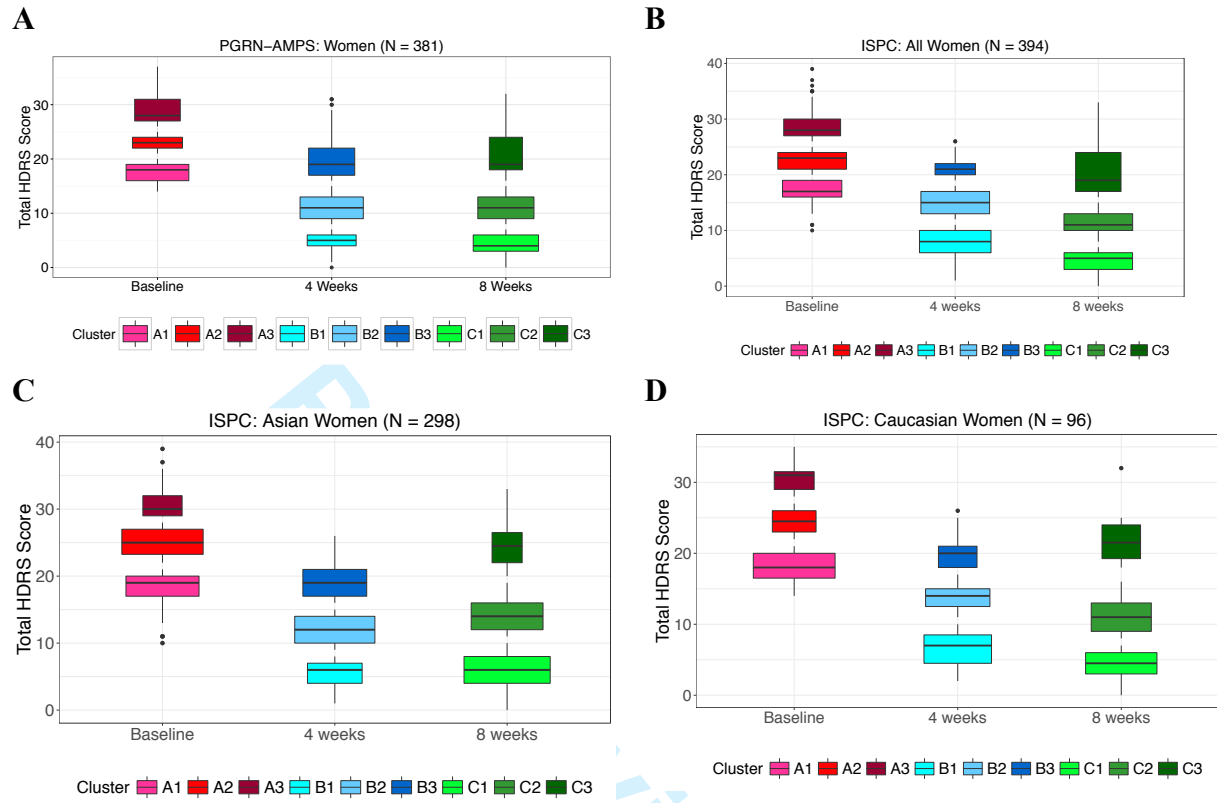 A
PGRN−AMPS: Women (N = 381)
Total HDRS Score
30
20
10
0
Baseline
4 Weeks
8 Weeks
Cluster A1 A2 A3 B1 B2 B3 C1 C2 C3
B
ISPC: All Women (N = 394)
Total HDRS Score
40
30
20
10
0
Baseline
4 weeks
8 weeks
Cluster A1 A2 A3 B1 B2 B3 C1 C2 C3
C
ISPC: Asian Women (N = 298)
Total HDRS Score
40
30
20
10
0
Baseline
4 weeks
8 weeks
Cluster A1 A2 A3 B1 B2 B3 C1 C2 C3
D
ISPC: Caucasian Women (N = 96)
Total HDRS Score
30
20
10
0
Baseline
4 weeks
8 weeks
Cluster A1 A2 A3 B1 B2 B3 C1 C2 C3